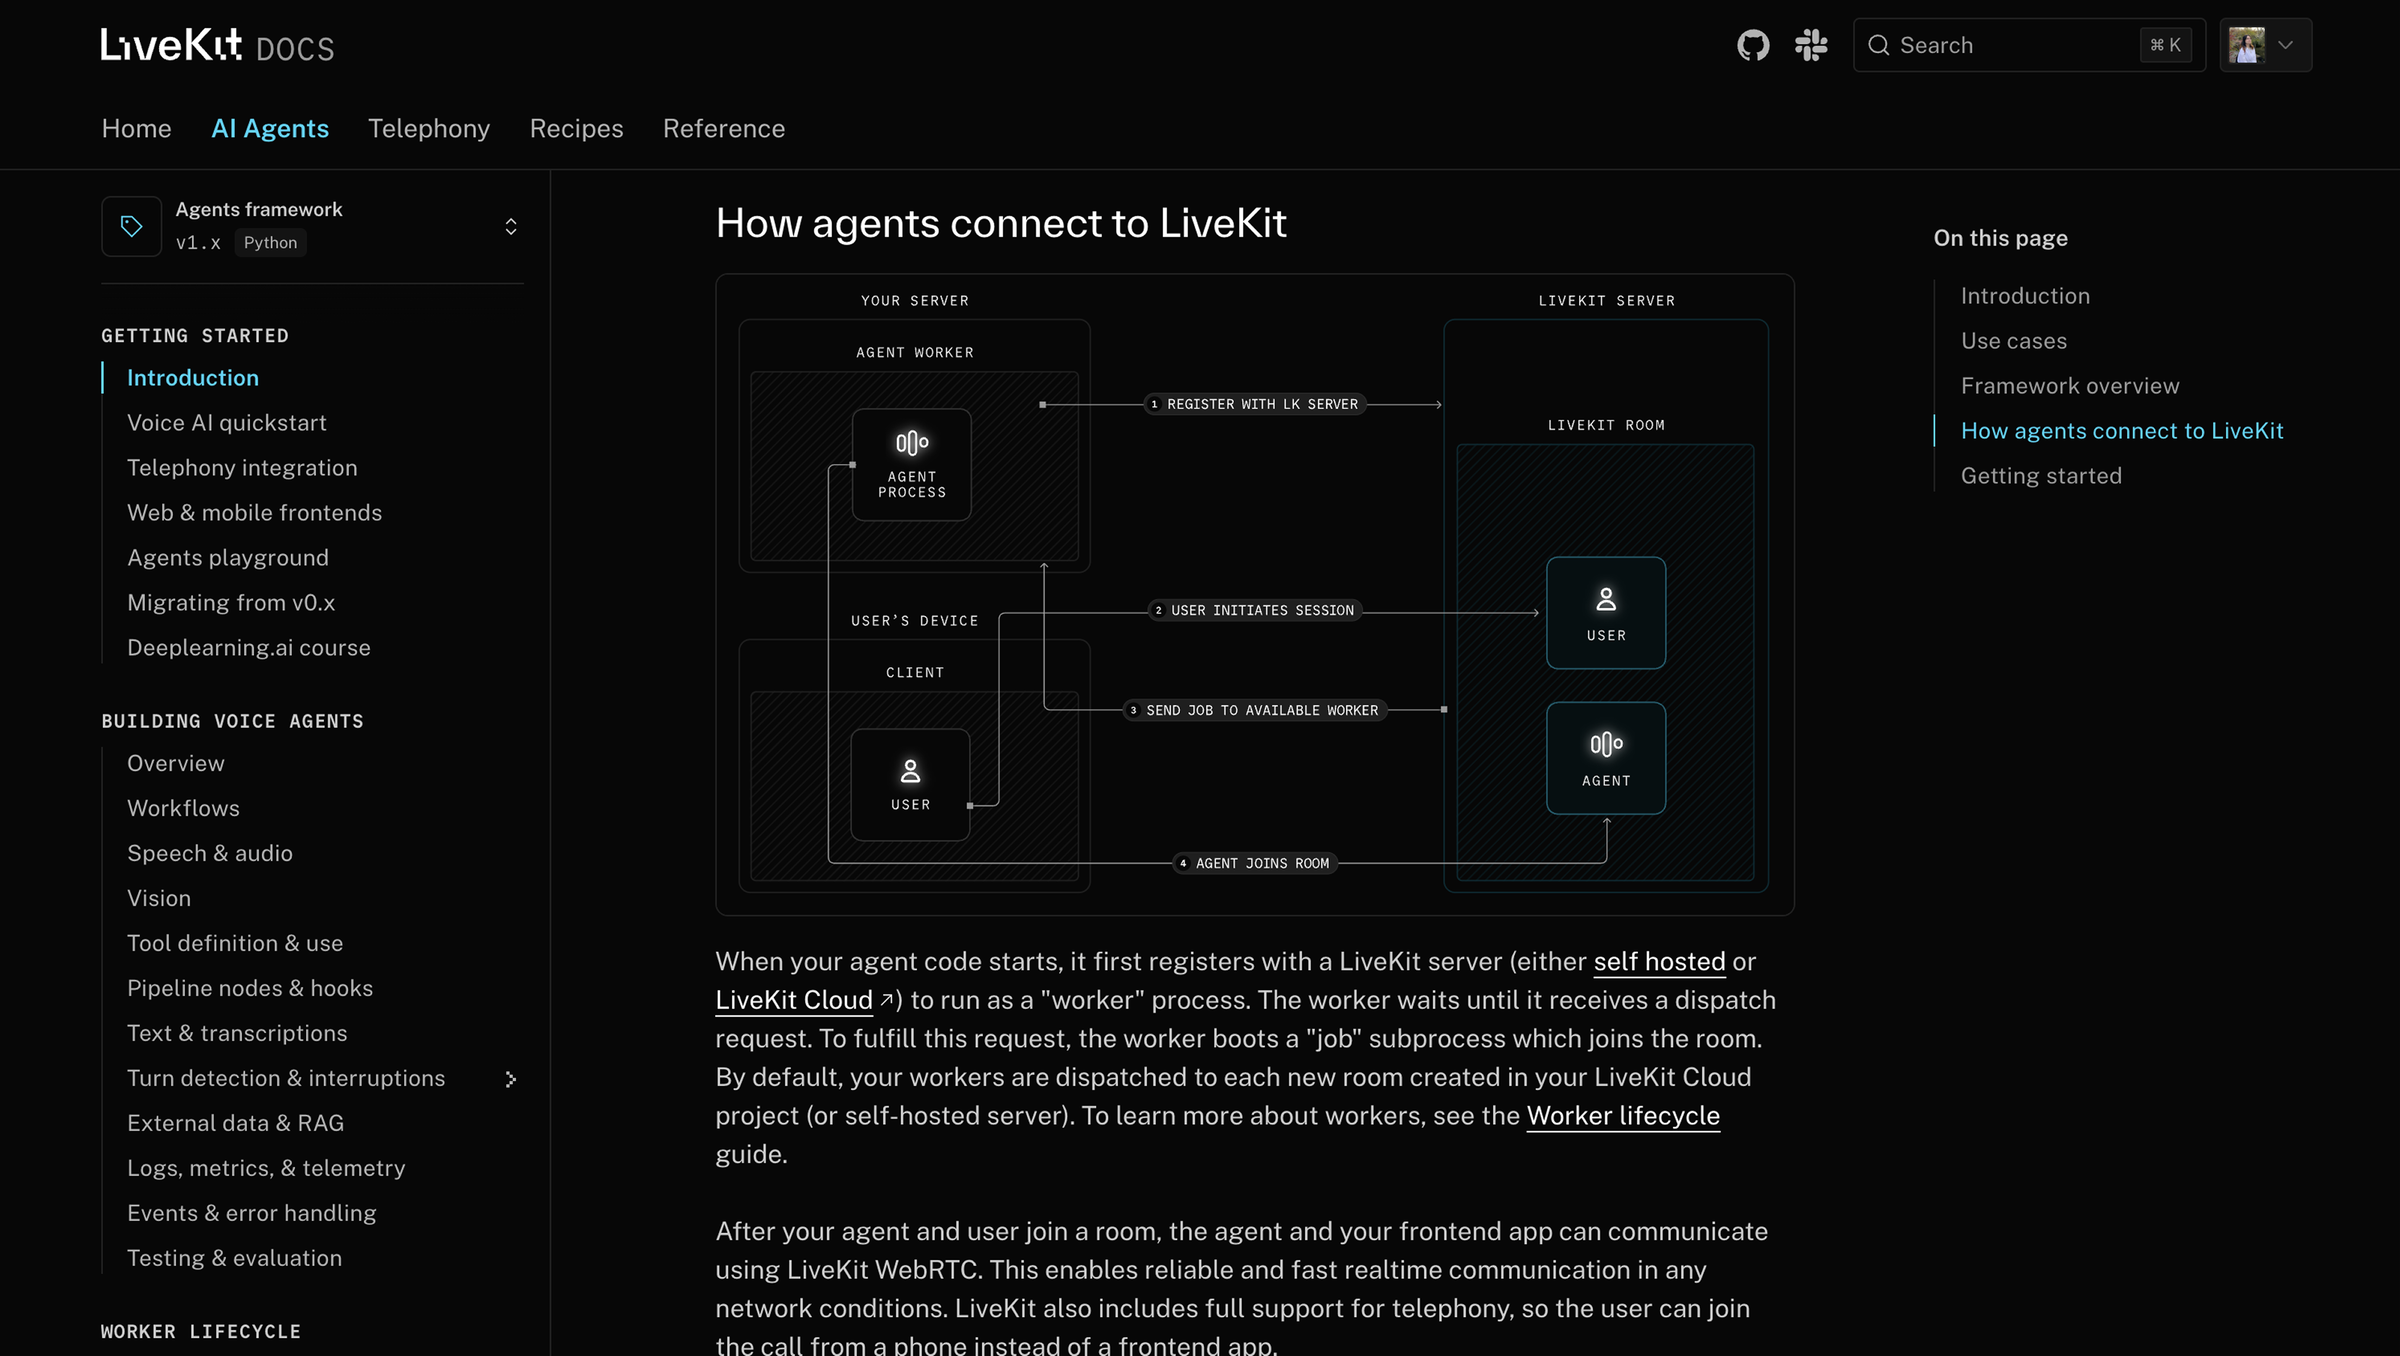 LiveKit DOCS
Search
⌘ K
Home
AI Agents
Telephony
Recipes
Reference
Agents framework
v1.x Python
GETTING STARTED
Introduction
Voice AI quickstart
Telephony integration
Web & mobile frontends
Agents playground
Migrating from v0.x
Deeplearning.ai course
BUILDING VOICE AGENTS
Overview
Workflows
Speech & audio
Vision
Tool definition & use
Pipeline nodes & hooks
Text & transcriptions
Turn detection & interruptions
External data & RAG
Logs, metrics, & telemetry
Events & error handling
Testing & evaluation
WORKER LIFECYCLE
How agents connect to LiveKit
YOUR SERVER
LIVEKIT SERVER
AGENT WORKER
1 REGISTER WITH LK SERVER
LIVEKIT ROOM
AGENT
PROCESS
2 USER INITIATES SESSION
USER'S DEVICE
USER
CLIENT
3 SEND JOB TO AVAILABLE WORKER
AGENT
USER
4 AGENT JOINS ROOM
When your agent code starts, it first registers with a LiveKit server (either self hosted or
LiveKit Cloud ↗) to run as a "worker" process. The worker waits until it receives a dispatch
request. To fulfill this request, the worker boots a "job" subprocess which joins the room.
By default, your workers are dispatched to each new room created in your LiveKit Cloud
project (or self-hosted server). To learn more about workers, see the Worker lifecycle
guide.
After your agent and user join a room, the agent and your frontend app can communicate
using LiveKit WebRTC. This enables reliable and fast realtime communication in any
network conditions. LiveKit also includes full support for telephony, so the user can join
the call from a phone instead of a frontend app.
On this page
Introduction
Use cases
Framework overview
How agents connect to LiveKit
Getting started